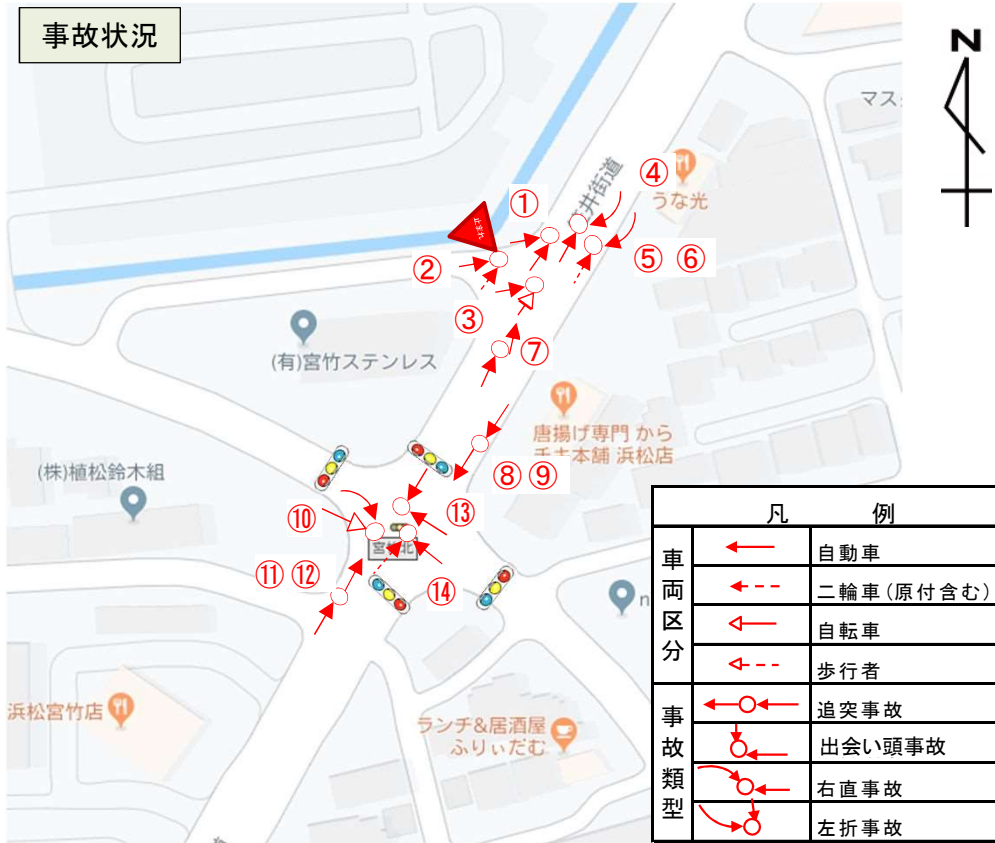 事故状況
N
マス
井街道
④
うな光
①
止まれ
②
⑤ ⑥
③
(有)宮竹ステンレス
⑦
唐揚げ専門 から
チキ本舗 浜松店
(株)植松鈴木組
⑧ ⑨
⑩
⑬
⑪ ⑫
⑭
n
浜松宮竹店
ランチ&居酒屋
ふりぃだむ
凡 例
車両区分
自動車
二輪車(原付含む)
自転車
歩行者
事故類型
追突事故
出会い頭事故
右直事故
左折事故